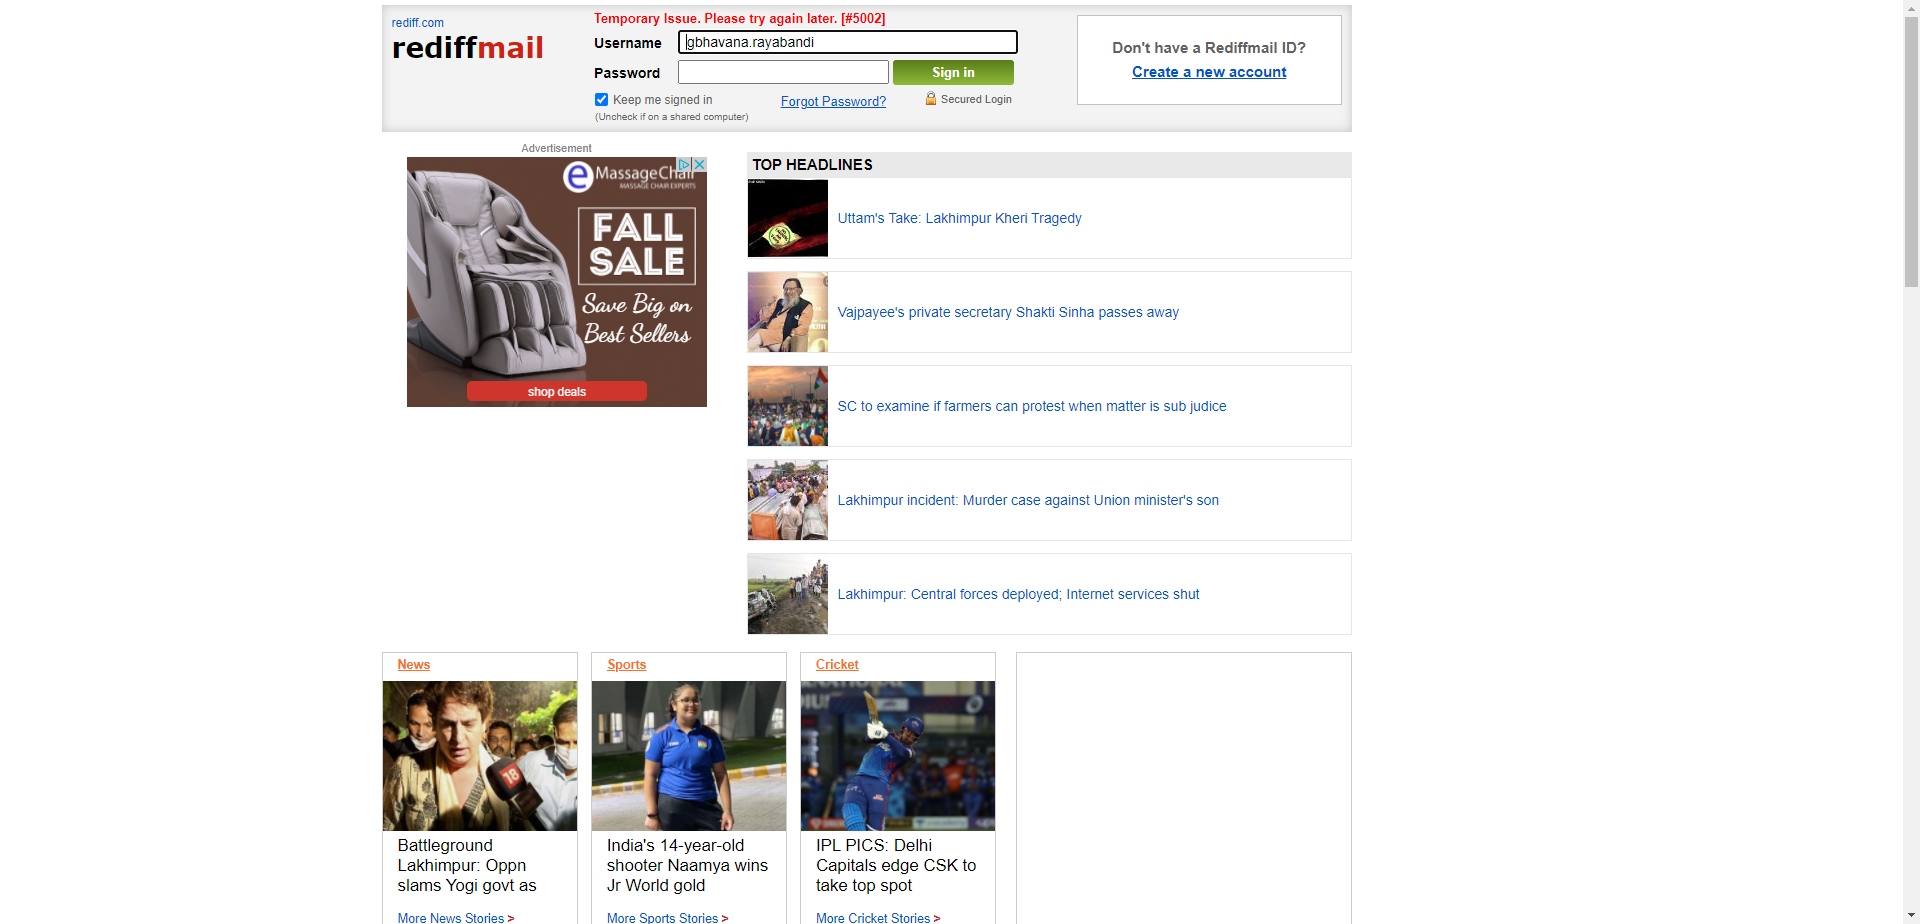 rediff.com
rediffmail
Temporary Issue. Please try again later. [#5002]
Username gbhavana.rayabandi
Password Sign in
Keep me signed in Forgot Password? Secured Login
(Uncheck if on a shared computer)
Don't have a Rediffmail ID?
Create a new account
Advertisement
e MassageChair
MASSAGE CHAIR EXPERTS
FALL
SALE
Save Big on
Best Sellers
shop deals
TOP HEADLINES
Uttam's Take: Lakhimpur Kheri Tragedy
Vajpayee's private secretary Shakti Sinha passes away
SC to examine if farmers can protest when matter is sub judice
Lakhimpur incident: Murder case against Union minister's son
Lakhimpur: Central forces deployed; Internet services shut
News
18
Battleground
Lakhimpur: Oppn
slams Yogi govt as
More News Stories >
Sports
India's 14-year-old
shooter Naamya wins
Jr World gold
More Sports Stories >
Cricket
IPL PICS: Delhi
Capitals edge CSK to
take top spot
More Cricket Stories >